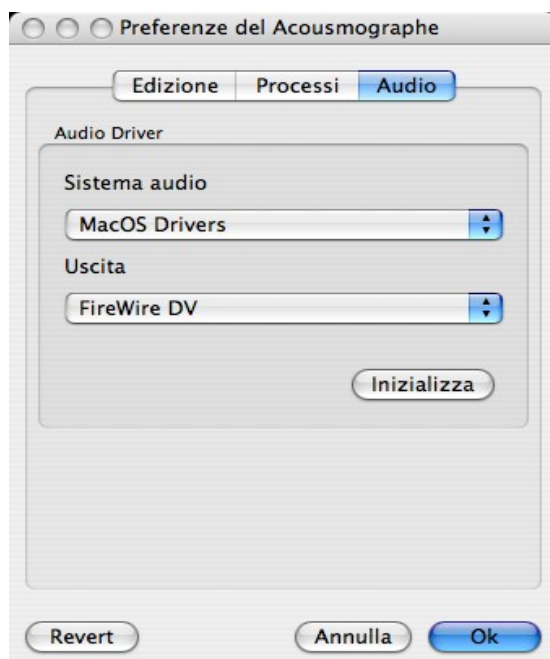 Preferenze del Acousmographe
Edizione Processi Audio
Audio Driver
Sistema audio
MacOS Drivers
Uscita
FireWire DV
Inizializza
Revert Annulla Ok